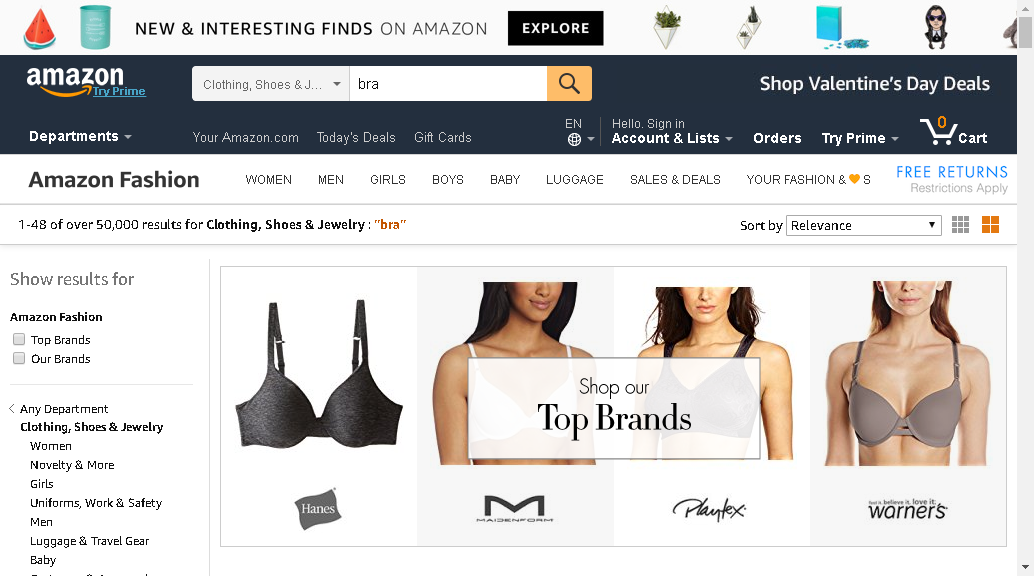 NEW & INTERESTING FINDS ON AMAZON EXPLORE
amazon
Try Prime
Clothing, Shoes & J...
bra
Shop Valentine's Day Deals
Departments
Your Amazon.com Today's Deals Gift Cards
EN
Hello. Sign in
Account & Lists
Orders
Try Prime
0
Cart
Amazon Fashion
WOMEN MEN GIRLS BOYS BABY LUGGAGE SALES & DEALS YOUR FASHION & S
FREE RETURNS
Restrictions Apply
1-48 of over 50,000 results for Clothing, Shoes & Jewelry : "bra"
Sort by Relevance
Show results for
Amazon Fashion
Top Brands
Our Brands
Any Department
Clothing, Shoes & Jewelry
Women
Novelty & More
Girls
Uniforms, Work & Safety
Men
Luggage & Travel Gear
Baby
Shop our
Top Brands
Hanes
MAIDENFORM
Playtex
feel it. believe it. love it.
warner's